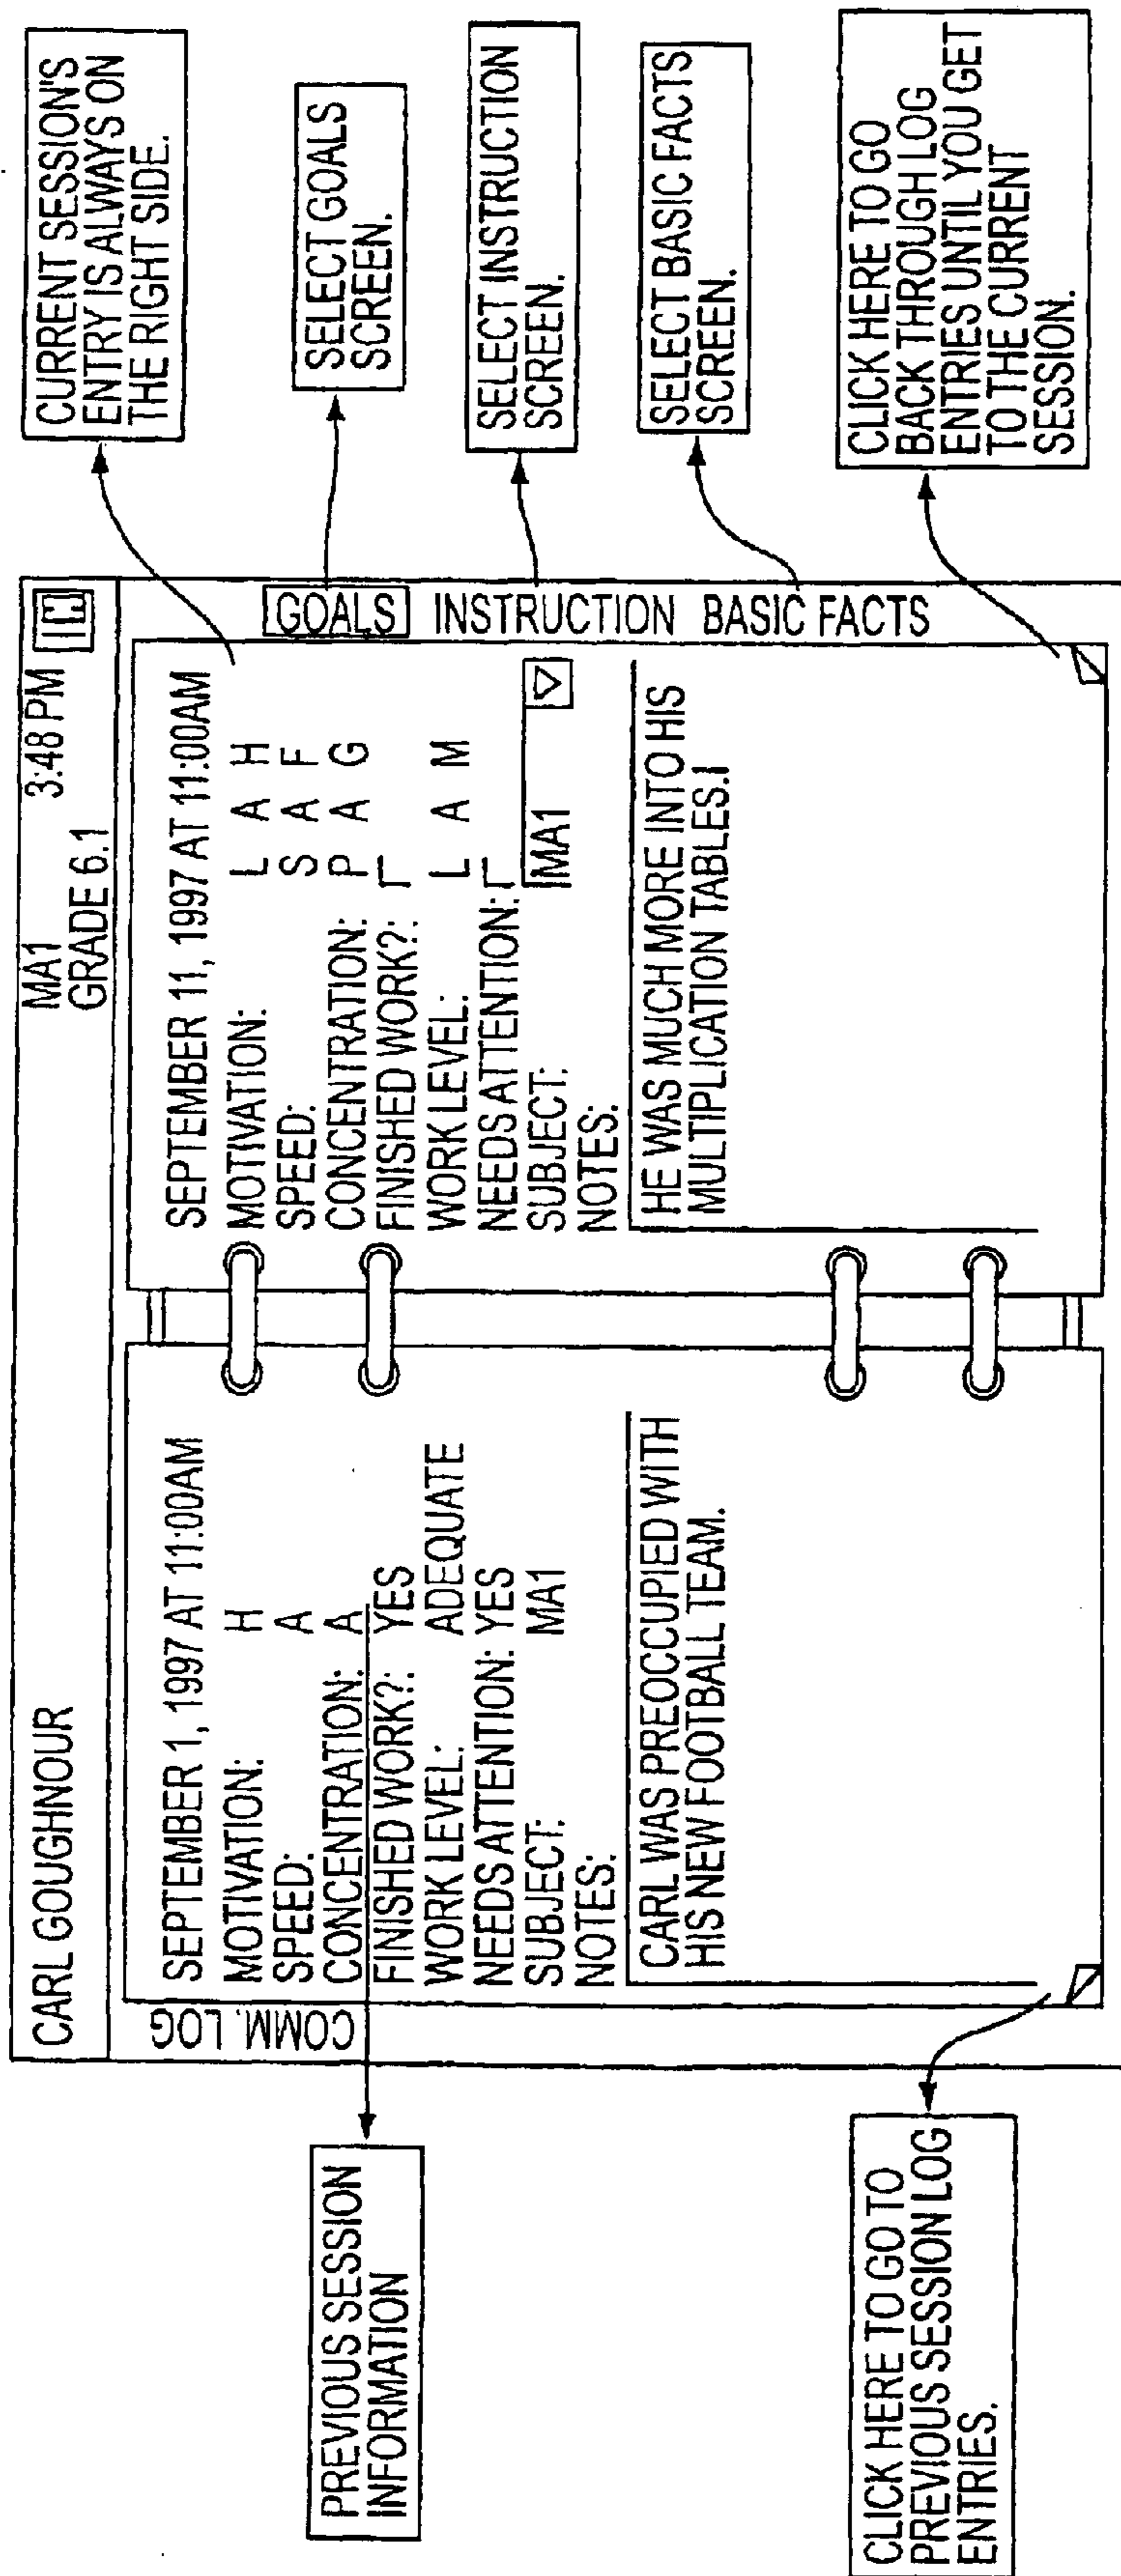 CARL GOUGHNOUR
MA1 3:48 PM
GRADE 6.1
COMM. LOG
SEPTEMBER 1, 1997 AT 11:00AM
MOTIVATION: H
SPEED: A
CONCENTRATION: A
FINISHED WORK?: YES
WORK LEVEL: ADEQUATE
NEEDS ATTENTION: YES
SUBJECT: MA1
NOTES:
CARL WAS PREOCCUPIED WITH
HIS NEW FOOTBALL TEAM.
SEPTEMBER 11, 1997 AT 11:00AM
MOTIVATION: L A H
SPEED: S A F
CONCENTRATION: P A G
FINISHED WORK?:
WORK LEVEL: L A M
NEEDS ATTENTION:
SUBJECT: MA1
NOTES:
HE WAS MUCH MORE INTO HIS
MULTIPLICATION TABLES.
GOALS
INSTRUCTION
BASIC FACTS
PREVIOUS SESSION
INFORMATION
CLICK HERE TO GO TO
PREVIOUS SESSION LOG
ENTRIES.
CURRENT SESSION'S
ENTRY IS ALWAYS ON
THE RIGHT SIDE.
SELECT GOALS
SCREEN.
SELECT INSTRUCTION
SCREEN.
SELECT BASIC FACTS
SCREEN.
CLICK HERE TO GO
BACK THROUGH LOG
ENTRIES UNTIL YOU GET
TO THE CURRENT
SESSION.